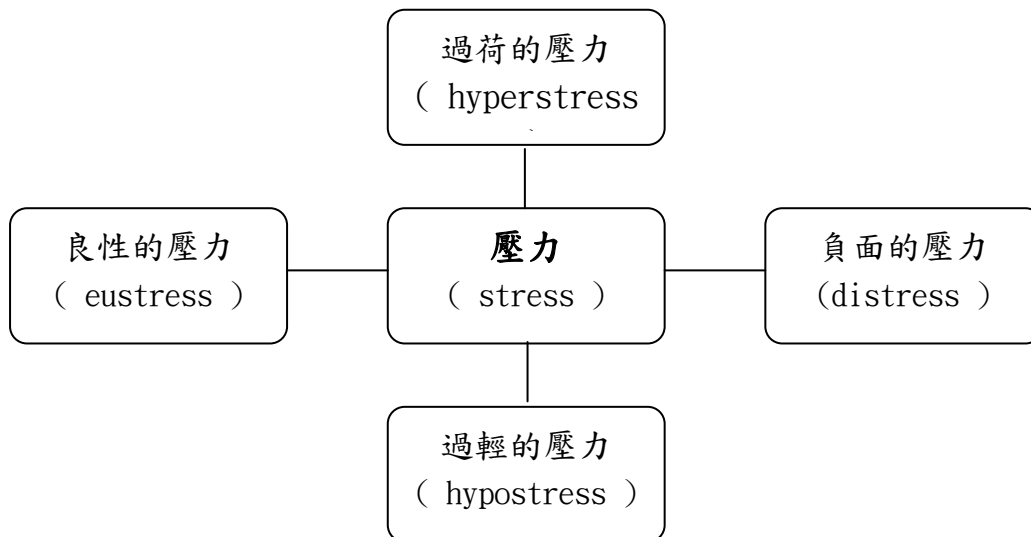 過荷的壓力
( hyperstress
良性的壓力
( eustress )
壓力
( stress )
負面的壓力
(distress )
過輕的壓力
( hypostress )